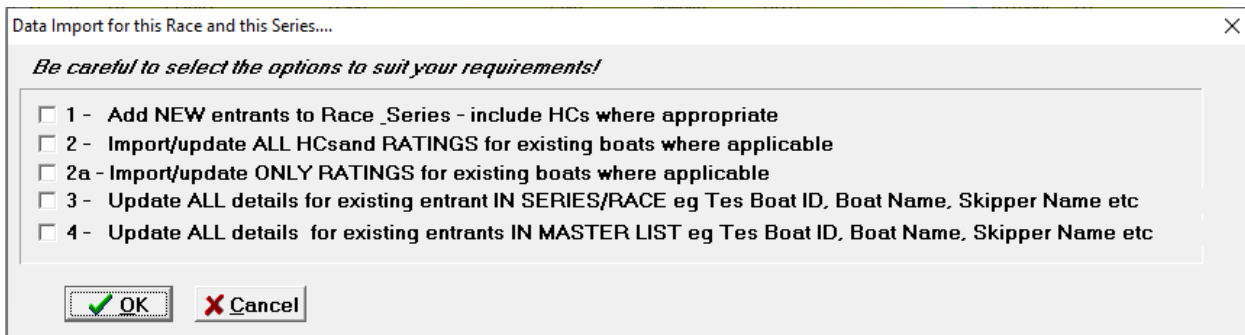 Data Import for this Race and this Series....
Be careful to select the options to suit your requirements!
1 - Add NEW entrants to Race _Series - include HCs where appropriate
2 - Import/update ALL HCsand RATINGS for existing boats where applicable
2a - Import/update ONLY RATINGS for existing boats where applicable
3 - Update ALL details for existing entrant IN SERIES/RACE eg Tes Boat ID, Boat Name, Skipper Name etc
4 - Update ALL details for existing entrants IN MASTER LIST eg Tes Boat ID, Boat Name, Skipper Name etc
OK Cancel